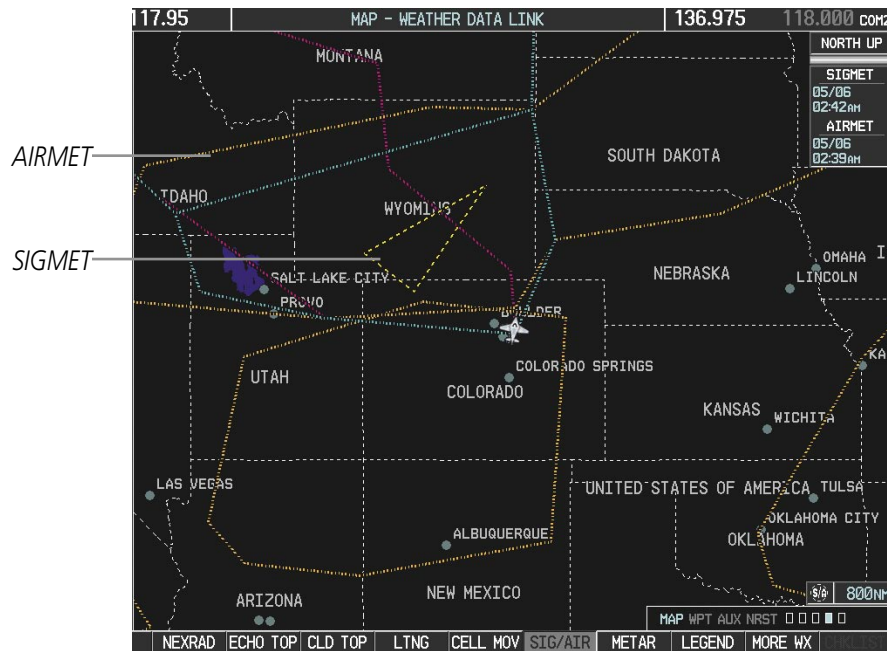 117.95 MAP - WEATHER DATA LINK 136.975 118.000 COM2
NORTH UP
SIGMET
05/06
02:42AM
AIRMET
05/06
02:39AM
MONTANA
AIRMET
SOUTH DAKOTA
IDAHO
WYOMING
SIGMET
OMAHA
I
NEBRASKA
SALT LAKE CITY
LINCOLN
PROVO
BOULDER
KA
UTAH
COLORADO SPRINGS
COLORADO
KANSAS
WICHITA
LAS VEGAS
UNITED STATES OF AMERICA
TULSA
OKLAHOMA CITY
ALBUQUERQUE
OKLAHOMA
NEW MEXICO
S/A 800NM
ARIZONA
MAP WPT AUX NRST
NEXRAD ECHO TOP CLD TOP LTNG CELL MOV SIG/AIR METAR LEGEND MORE WX CHKLIST